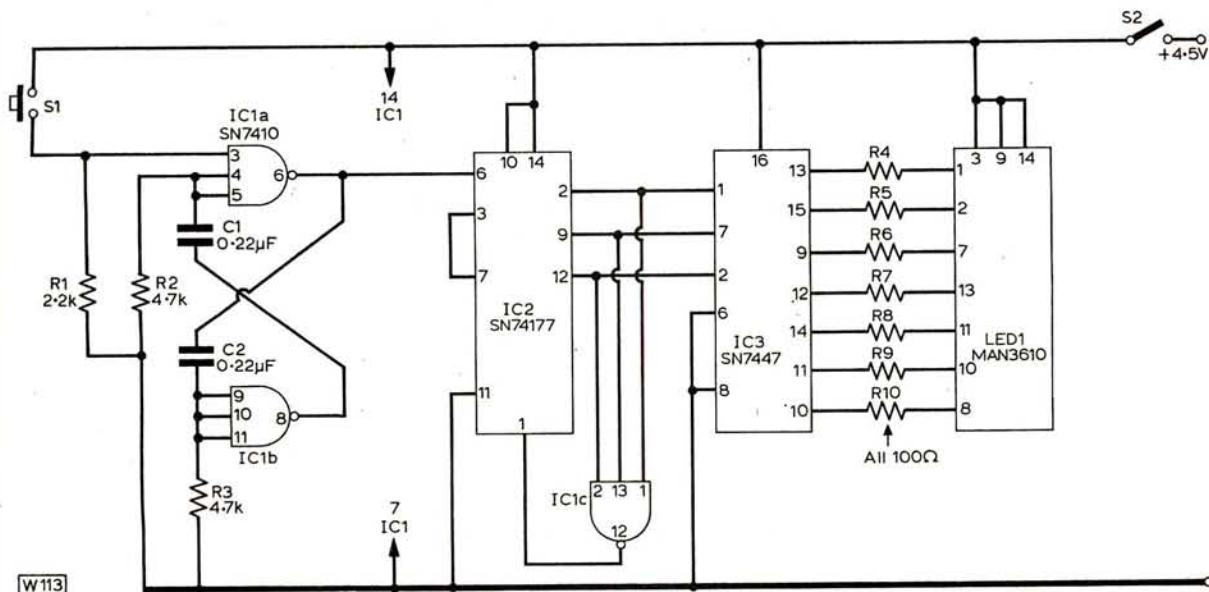 S2
+4·5V
S1
14
IC1
IC1a
SN7410
3
4
5
6
C1
0·22μF
R1
2·2k
R2
4·7k
C2
0·22μF
9
10
11
8
IC1b
R3
4·7k
7
IC1
10 14
6
3
7
11
1
2
9
12
IC2
SN74177
IC1c
2 13 1
12
16
1
7
2
6
8
IC3
SN7447
13
15
9
12
14
11
10
R4
R5
R6
R7
R8
R9
R10
All 100Ω
3 9 14
1
2
7
13
11
10
8
LED1
MAN3610
W113